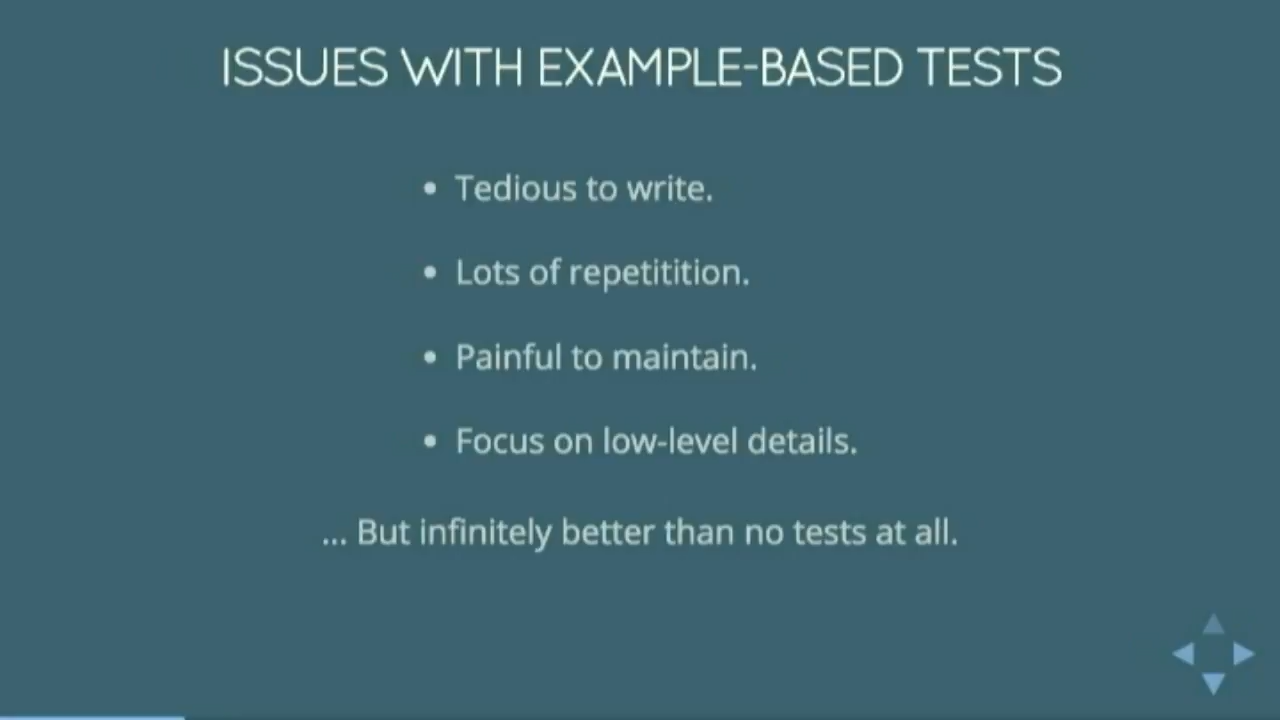 ISSUES WITH EXAMPLE-BASED TESTS
• Tedious to write.
• Lots of repetitition.
• Painful to maintain.
• Focus on low-level details.
... But infinitely better than no tests at all.